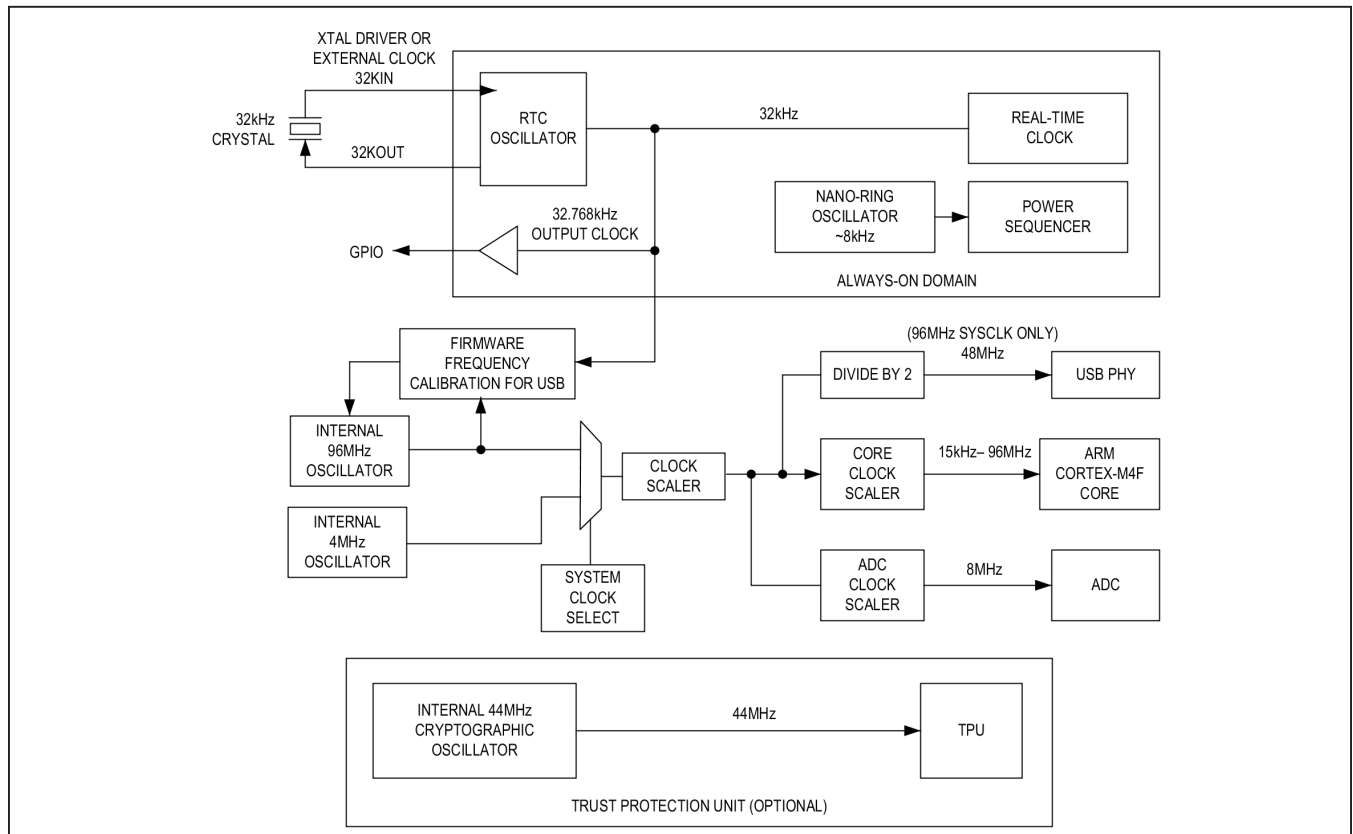 XTAL DRIVER OR
EXTERNAL CLOCK
32KIN
32kHz
CRYSTAL
32KOUT
RTC
OSCILLATOR
32kHz
REAL-TIME
CLOCK
NANO-RING
OSCILLATOR
~8kHz
POWER
SEQUENCER
32.768kHz
OUTPUT CLOCK
GPIO
ALWAYS-ON DOMAIN
FIRMWARE
FREQUENCY
CALIBRATION FOR USB
(96MHz SYSCLK ONLY)
48MHz
DIVIDE BY 2
USB PHY
INTERNAL
96MHz
OSCILLATOR
CLOCK
SCALER
CORE
CLOCK
SCALER
15kHz– 96MHz
ARM
CORTEX-M4F
CORE
INTERNAL
4MHz
OSCILLATOR
SYSTEM
CLOCK
SELECT
ADC
CLOCK
SCALER
8MHz
ADC
INTERNAL 44MHz
CRYPTOGRAPHIC
OSCILLATOR
44MHz
TPU
TRUST PROTECTION UNIT (OPTIONAL)